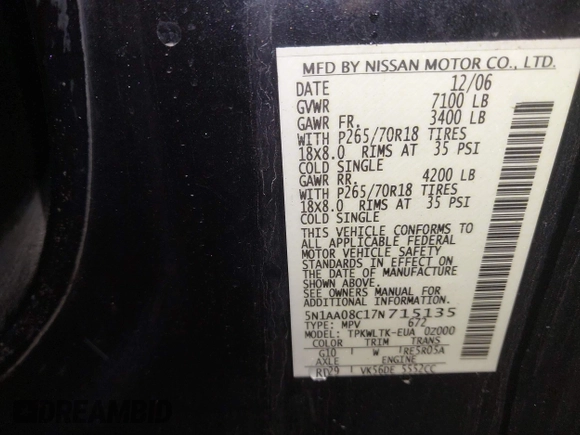 MFD BY NISSAN MOTOR CO., LTD.
DATE 12/06
GVWR 7100 LB
GAWR FR. 3400 LB
WITH P265/70R18 TIRES
18X8.0 RIMS AT 35 PSI
COLD SINGLE
GAWR RR. 4200 LB
WITH P265/70R18 TIRES
18X8.0 RIMS AT 35 PSI
COLD SINGLE
THIS VEHICLE CONFORMS TO
ALL APPLICABLE FEDERAL
MOTOR VEHICLE SAFETY
STANDARDS IN EFFECT ON
THE DATE OF MANUFACTURE
SHOWN ABOVE.
SEE OWNERS MANUAL FOR
ADDITIONAL INFORMATION
5N1AA08C17N715135
TYPE: MPV 672
TPKWLTK-EUA 02000
COLOR TRIM TRANS
G10 W RE5R05A
AXLE ENGINE
R029 VK56DE 5552CC
DREAMBID